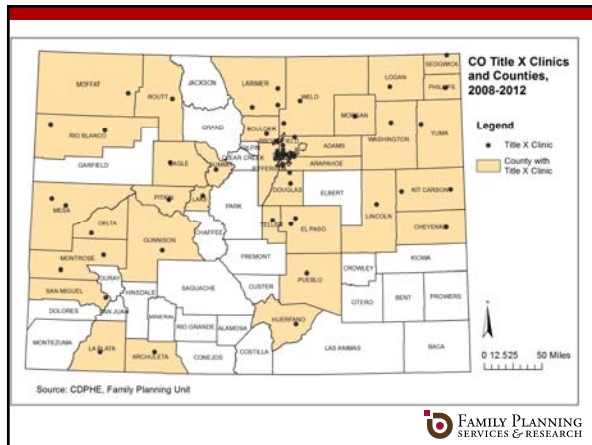 CO Title X Clinics
and Counties,
2008-2012
Legend
Title X Clinic
County with
Title X Clinic
MOFFAT
ROUTT
JACKSON
LARIMER
WELD
LOGAN
SEDGWICK
PHILLIPS
MORGAN
GRAND
BOULDER
RIO BLANCO
WASHINGTON
YUMA
ADAMS
GARFIELD
EAGLE
SUMMIT
CLEAR CREEK
JEFFERSON
ARAPAHOE
DOUGLAS
ELBERT
PITKIN
LAKE
PARK
KIT CARSON
LINCOLN
MESA
DELTA
CHAFFEE
TELLER
EL PASO
CHEYENNE
GUNNISON
FREMONT
MONTROSE
KIOWA
PUEBLO
CROWLEY
OURAY
SAN MIGUEL
HINSDALE
SAGUACHE
CUSTER
OTERO
BENT
PROWERS
DOLORES
SAN JUAN
MINERAL
RIO GRANDE
ALAMOSA
HUERFANO
MONTEZUMA
LA PLATA
ARCHULETA
CONEJOS
COSTILLA
LAS ANIMAS
BACA
0 12.525 50 Miles
Source: CDPHE, Family Planning Unit
FAMILY PLANNING
SERVICES & RESEARCH